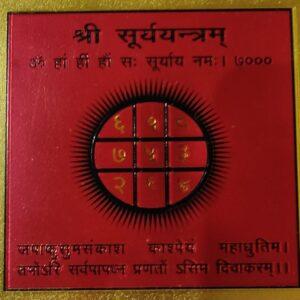 श्री सूर्ययन्त्रम्
ॐ ह्रां ह्रीं ह्रौं सः सूर्याय नमः। ७०००
६ १ ८
७ ५ ३
२ ९ ४
जपाकुसुमसंकाश काश्पेयं महाधुतिम।
तमोऽरि सर्वपापघ्न प्रणतों ऽस्तिम दिवाकरम्।।